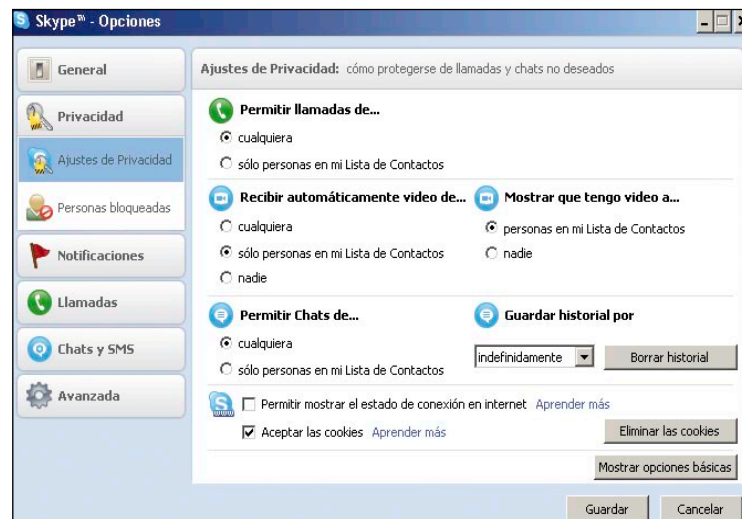 Skype™ - Opciones
General
Privacidad
Ajustes de Privacidad
Personas bloqueadas
Notificaciones
Llamadas
Chats y SMS
Avanzada
Ajustes de Privacidad: cómo protegerse de llamadas y chats no deseados
Permitir llamadas de...
cualquiera
sólo personas en mi Lista de Contactos
Recibir automáticamente video de...
cualquiera
sólo personas en mi Lista de Contactos
nadie
Mostrar que tengo video a...
personas en mi Lista de Contactos
nadie
Permitir Chats de...
cualquiera
sólo personas en mi Lista de Contactos
Guardar historial por
indefinidamente
Borrar historial
Permitir mostrar el estado de conexión en internet Aprender más
Aceptar las cookies Aprender más
Eliminar las cookies
Mostrar opciones básicas
Guardar
Cancelar